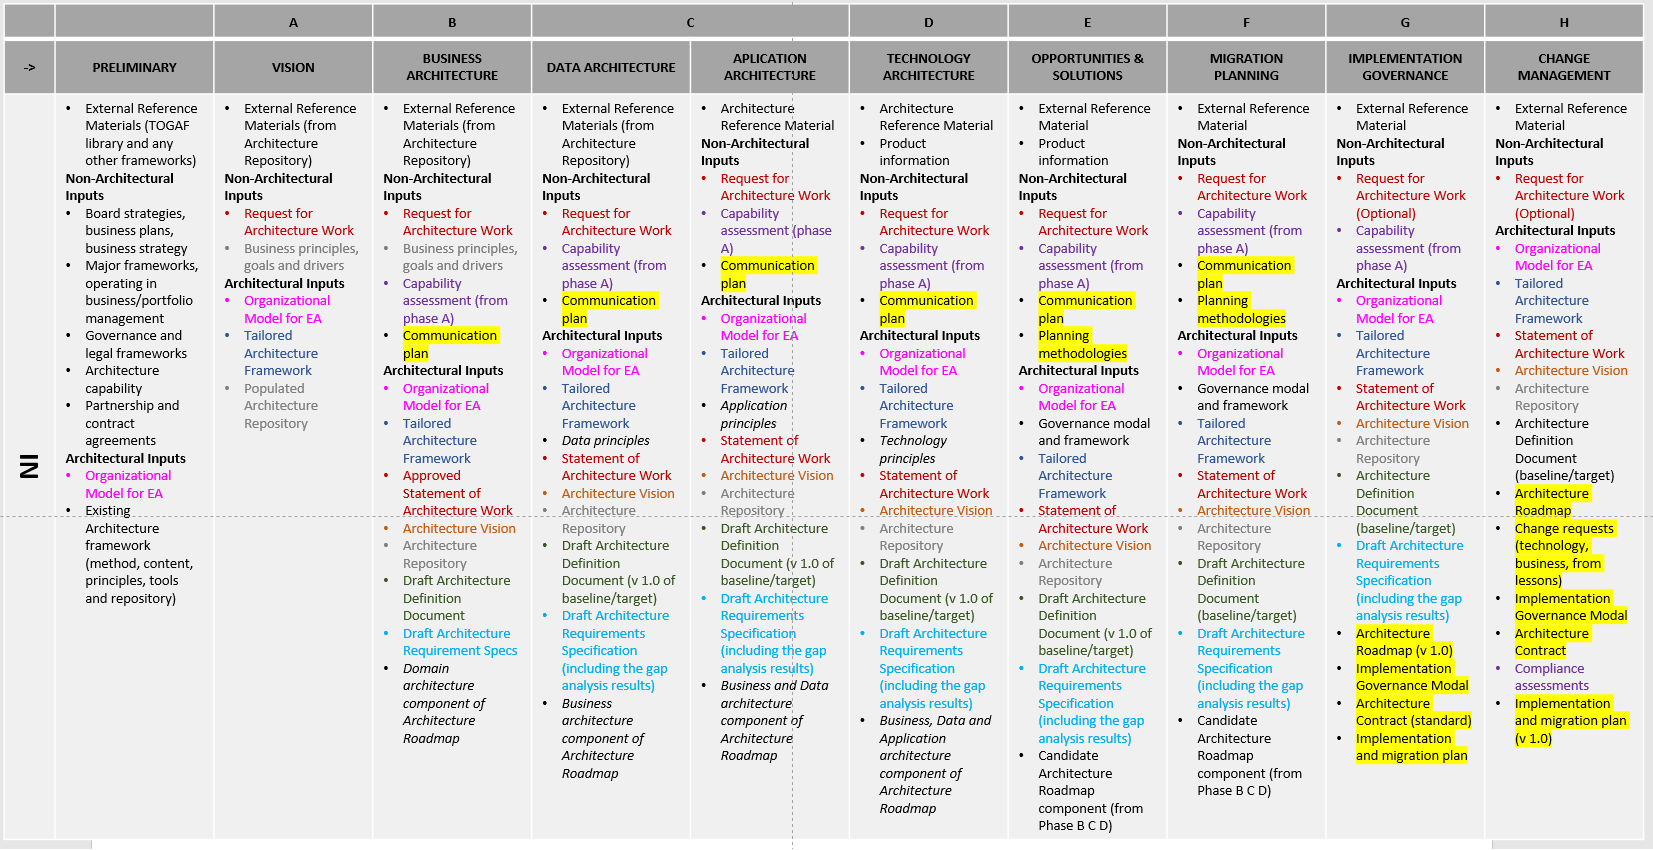 A
B
C
D
E
F
G
H
->
PRELIMINARY
VISION
BUSINESS
ARCHITECTURE
DATA ARCHITECTURE
APLICATION
ARCHITECTURE
TECHNOLOGY
ARCHITECTURE
OPPORTUNITIES &
SOLUTIONS
MIGRATION
PLANNING
IMPLEMENTATION
GOVERNANCE
CHANGE
MANAGEMENT
IN
• External Reference
Materials (TOGAF
library and any
other frameworks)
Non-Architectural
Inputs
• Board strategies,
business plans,
business strategy
• Major frameworks,
operating in
business/portfolio
management
• Governance and
legal frameworks
• Architecture
capability
• Partnership and
contract
agreements
Architectural Inputs
• Organizational
Model for EA
• Existing
Architecture
framework
(method, content,
principles, tools
and repository)
• External Reference
Materials (from
Architecture
Repository)
Non-Architectural
Inputs
• Request for
Architecture Work
• Business principles,
goals and drivers
Architectural Inputs
• Organizational
Model for EA
• Tailored
Architecture
Framework
• Populated
Architecture
Repository
• External Reference
Materials (from
Architecture
Repository)
Non-Architectural
Inputs
• Request for
Architecture Work
• Business principles,
goals and drivers
• Capability
assessment (from
phase A)
• Communication
plan
Architectural Inputs
• Organizational
Model for EA
• Tailored
Architecture
Framework
• Approved
Statement of
Architecture Work
• Architecture Vision
• Architecture
Repository
• Draft Architecture
Definition
Document
• Draft Architecture
Requirement Specs
• Domain
architecture
component of
Architecture
Roadmap
• External Reference
Materials (from
Architecture
Repository)
Non-Architectural
Inputs
• Request for
Architecture Work
• Capability
assessment (from
phase A)
• Communication
plan
Architectural Inputs
• Organizational
Model for EA
• Tailored
Architecture
Framework
• Data principles
• Statement of
Architecture Work
• Architecture Vision
• Architecture
Repository
• Draft Architecture
Definition
Document (v 1.0 of
baseline/target)
• Draft Architecture
Requirements
Specification
(including the gap
analysis results)
• Business
architecture
component of
Architecture
Roadmap
• Architecture
Reference Material
Non-Architectural
Inputs
• Request for
Architecture Work
• Capability
assessment (phase
A)
• Communication
plan
Architectural Inputs
• Organizational
Model for EA
• Tailored
Architecture
Framework
• Application
principles
• Statement of
Architecture Work
• Architecture Vision
• Architecture
Repository
• Draft Architecture
Definition
Document (v 1.0 of
baseline/target)
• Draft Architecture
Requirements
Specification
(including the gap
analysis results)
• Business and Data
architecture
component of
Architecture
Roadmap
• Architecture
Reference Material
• Product
information
Non-Architectural
Inputs
• Request for
Architecture Work
• Capability
assessment (from
phase A)
• Communication
plan
Architectural Inputs
• Organizational
Model for EA
• Tailored
Architecture
Framework
• Technology
principles
• Statement of
Architecture Work
• Architecture Vision
• Architecture
Repository
• Draft Architecture
Definition
Document (v 1.0 of
baseline/target)
• Draft Architecture
Requirements
Specification
(including the gap
analysis results)
• Business, Data and
Application
architecture
component of
Architecture
Roadmap
• External Reference
Material
• Product
information
Non-Architectural
Inputs
• Request for
Architecture Work
• Capability
assessment (from
phase A)
• Communication
plan
• Planning
methodologies
Architectural Inputs
• Organizational
Model for EA
• Governance modal
and framework
• Tailored
Architecture
Framework
• Statement of
Architecture Work
• Architecture Vision
• Architecture
Repository
• Draft Architecture
Definition
Document (v 1.0 of
baseline/target)
• Draft Architecture
Requirements
Specification
(including the gap
analysis results)
• Candidate
Architecture
Roadmap
component (from
Phase B C D)
• External Reference
Material
Non-Architectural
Inputs
• Request for
Architecture Work
• Capability
assessment (from
phase A)
• Communication
plan
• Planning
methodologies
Architectural Inputs
• Organizational
Model for EA
• Governance modal
and framework
• Tailored
Architecture
Framework
• Statement of
Architecture Work
• Architecture Vision
• Architecture
Repository
• Draft Architecture
Definition
Document
(baseline/target)
• Draft Architecture
Requirements
Specification
(including the gap
analysis results)
• Candidate
Architecture
Roadmap
component (from
Phase B C D)
• External Reference
Material
Non-Architectural
Inputs
• Request for
Architecture Work
(Optional)
• Capability
assessment (from
phase A)
Architectural Inputs
• Organizational
Model for EA
• Tailored
Architecture
Framework
• Statement of
Architecture Work
• Architecture Vision
• Architecture
Repository
• Architecture
Definition
Document
(baseline/target)
• Draft Architecture
Requirements
Specification
(including the gap
analysis results)
• Architecture
Roadmap (v 1.0)
• Implementation
Governance Modal
• Architecture
Contract (standard)
• Implementation
and migration plan
• External Reference
Material
Non-Architectural
Inputs
• Request for
Architecture Work
(Optional)
Architectural Inputs
• Organizational
Model for EA
• Tailored
Architecture
Framework
• Statement of
Architecture Work
• Architecture Vision
• Architecture
Repository
• Architecture
Definition
Document
(baseline/target)
• Architecture
Roadmap
• Change requests
(technology,
business, from
lessons)
• Implementation
Governance Modal
• Architecture
Contract
• Compliance
assessments
• Implementation
and migration plan
(v 1.0)